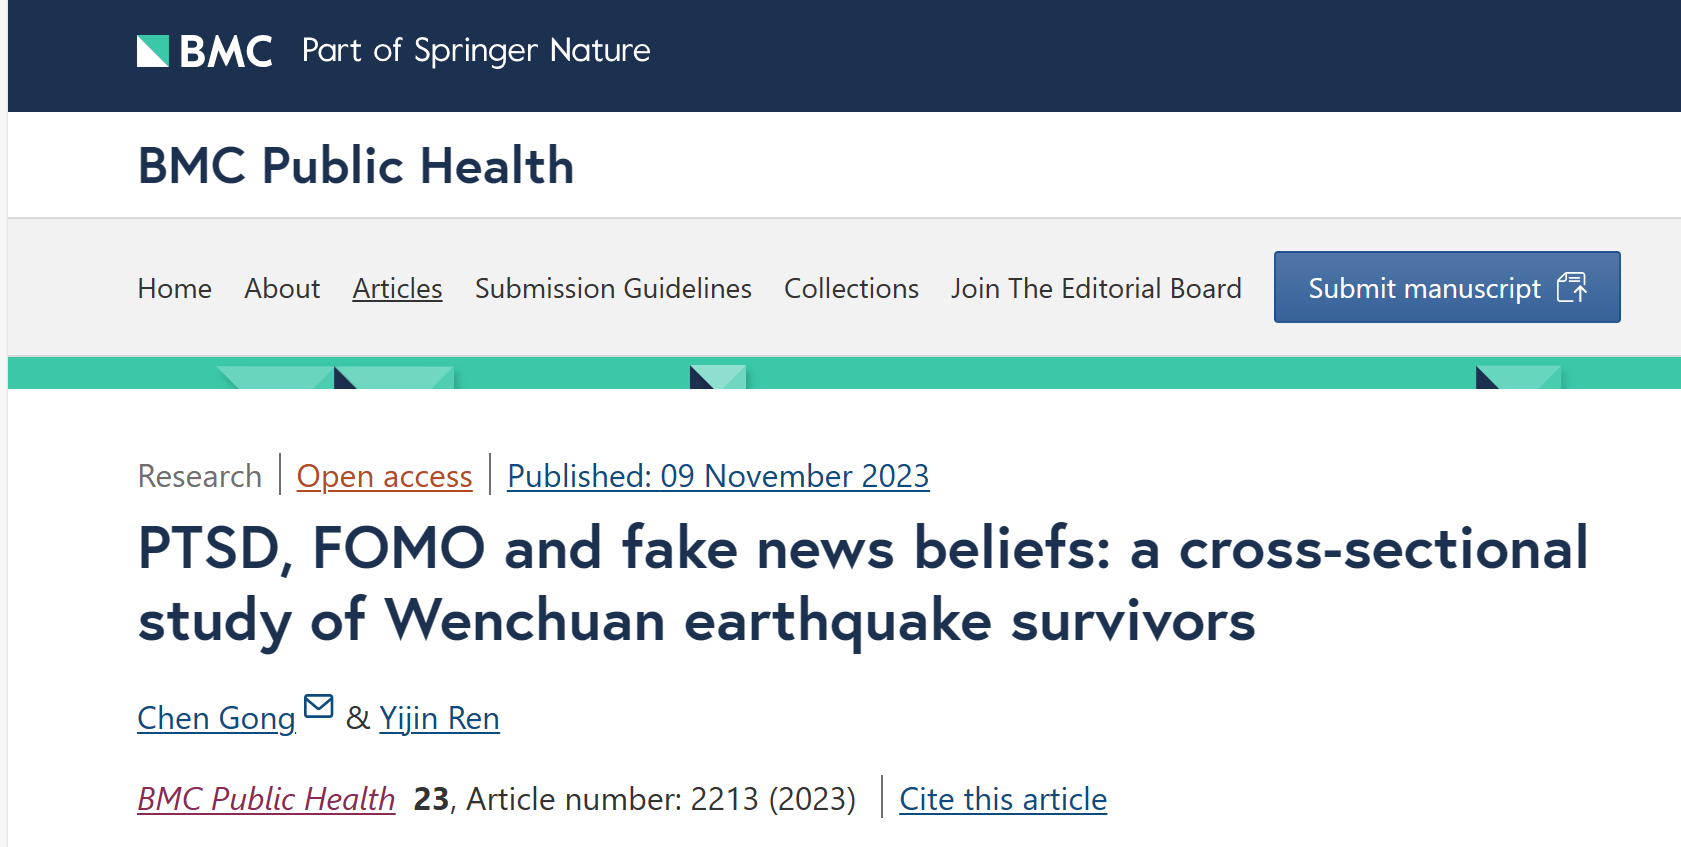 BMC Part of Springer Nature
BMC Public Health
Home About Articles Submission Guidelines Collections Join The Editorial Board Submit manuscript
Research Open access Published: 09 November 2023
PTSD, FOMO and fake news beliefs: a cross-sectional
study of Wenchuan earthquake survivors
Chen Gong & Yijin Ren
BMC Public Health 23, Article number: 2213 (2023) Cite this article